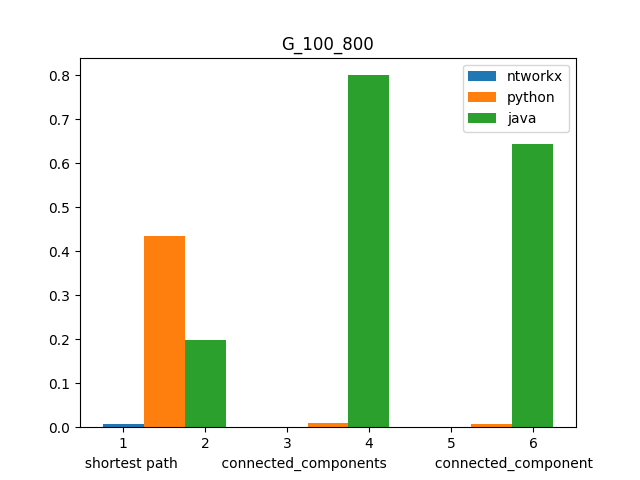 G_100_800
ntworkx
python
java
0.8
0.7
0.6
0.5
0.4
0.3
0.2
0.1
0.0
1 2 3 4 5 6
shortest path connected_components connected_component